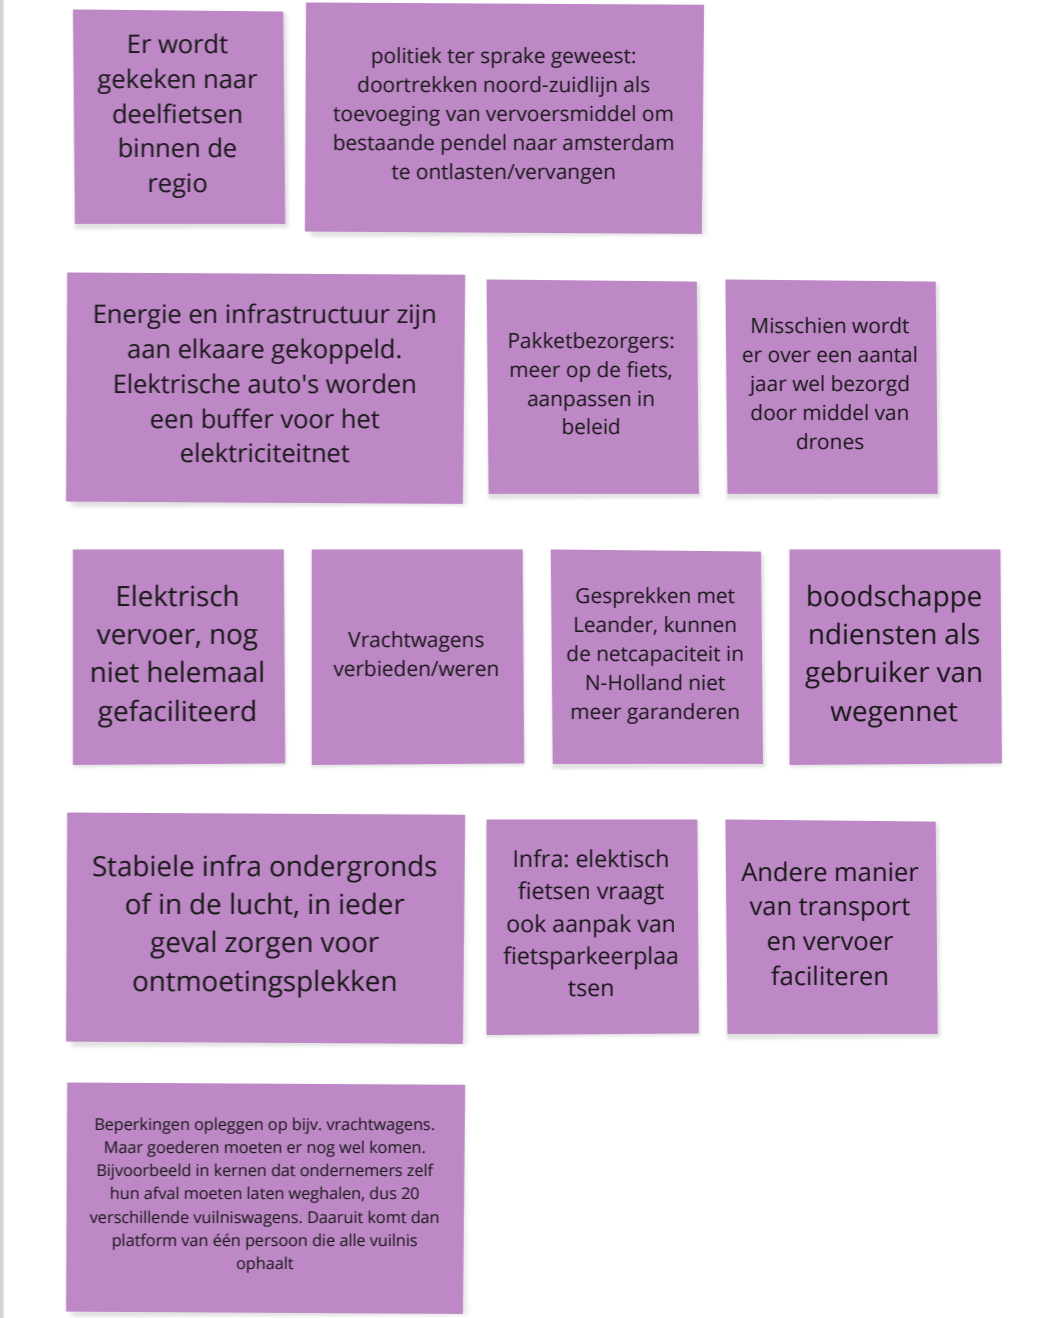 Er wordt
gekeken naar
deelfietsen
binnen de
regio
politiek ter sprake geweest:
doortrekken noord-zuidlijn als
toevoeging van vervoersmiddel om
bestaande pendel naar amsterdam
te ontlasten/vervangen
Energie en infrastructuur zijn
aan elkaare gekoppeld.
Elektrische auto's worden
een buffer voor het
elektriciteitnet
Pakketbezorgers:
meer op de fiets,
aanpassen in
beleid
Misschien wordt
er over een aantal
jaar wel bezorgd
door middel van
drones
Elektrisch
vervoer, nog
niet helemaal
gefaciliteerd
Vrachtwagens
verbieden/weren
Gesprekken met
Leander, kunnen
de netcapaciteit in
N-Holland niet
meer garanderen
boodschappe
ndiensten als
gebruiker van
wegennet
Stabiele infra ondergronds
of in de lucht, in ieder
geval zorgen voor
ontmoetingsplekken
Infra: elektisch
fietsen vraagt
ook aanpak van
fietsparkeerplaa
tsen
Andere manier
van transport
en vervoer
faciliteren
Beperkingen opleggen op bijv. vrachtwagens.
Maar goederen moeten er nog wel komen.
Bijvoorbeeld in kernen dat ondernemers zelf
hun afval moeten laten weghalen, dus 20
verschillende vuilniswagens. Daaruit komt dan
platform van één persoon die alle vuilnis
ophaalt